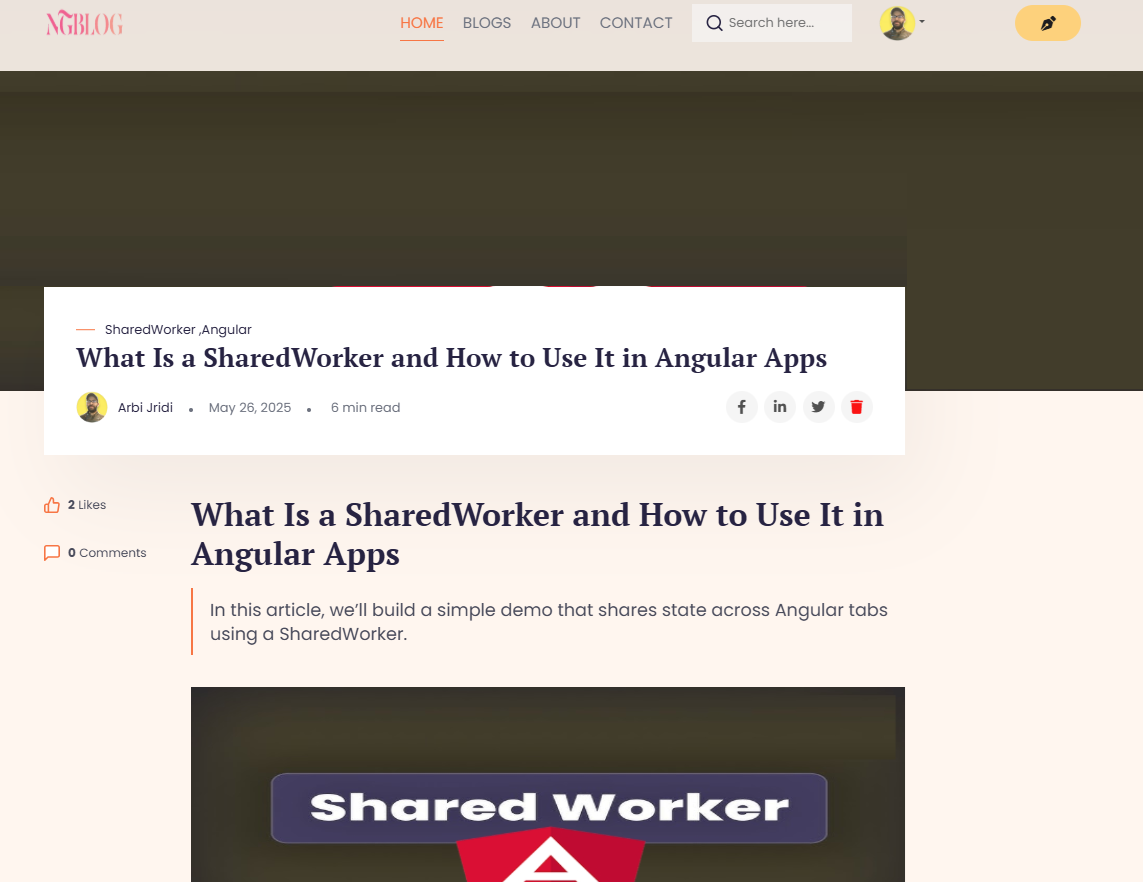 NGBLOG
HOME BLOGS ABOUT CONTACT Search here...
SharedWorker ,Angular
What Is a SharedWorker and How to Use It in Angular Apps
Arbi Jridi • May 26, 2025 • 6 min read
2 Likes
0 Comments
What Is a SharedWorker and How to Use It in
Angular Apps
In this article, we’ll build a simple demo that shares state across Angular tabs
using a SharedWorker.
Shared Worker